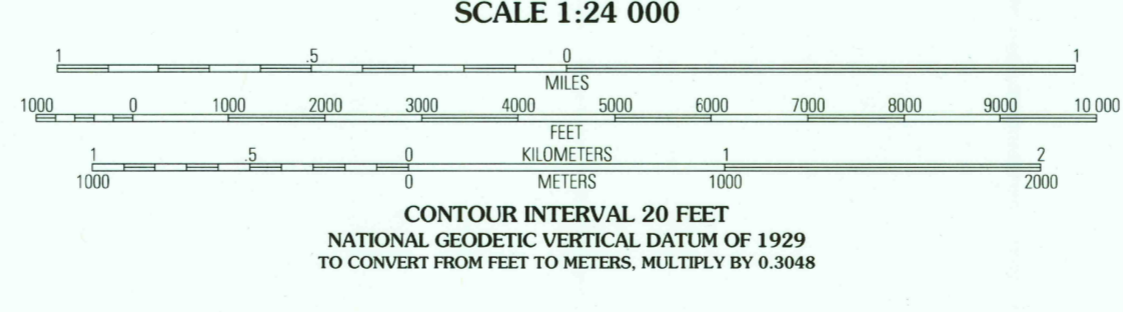 SCALE 1:24 000
1 .5 0 1
MILES
1000 0 1000 2000 3000 4000 5000 6000 7000 8000 9000 10 000
FEET
1 .5 0 KILOMETERS 1 2
1000 0 METERS 1000 2000
CONTOUR INTERVAL 20 FEET
NATIONAL GEODETIC VERTICAL DATUM OF 1929
TO CONVERT FROM FEET TO METERS, MULTIPLY BY 0.3048